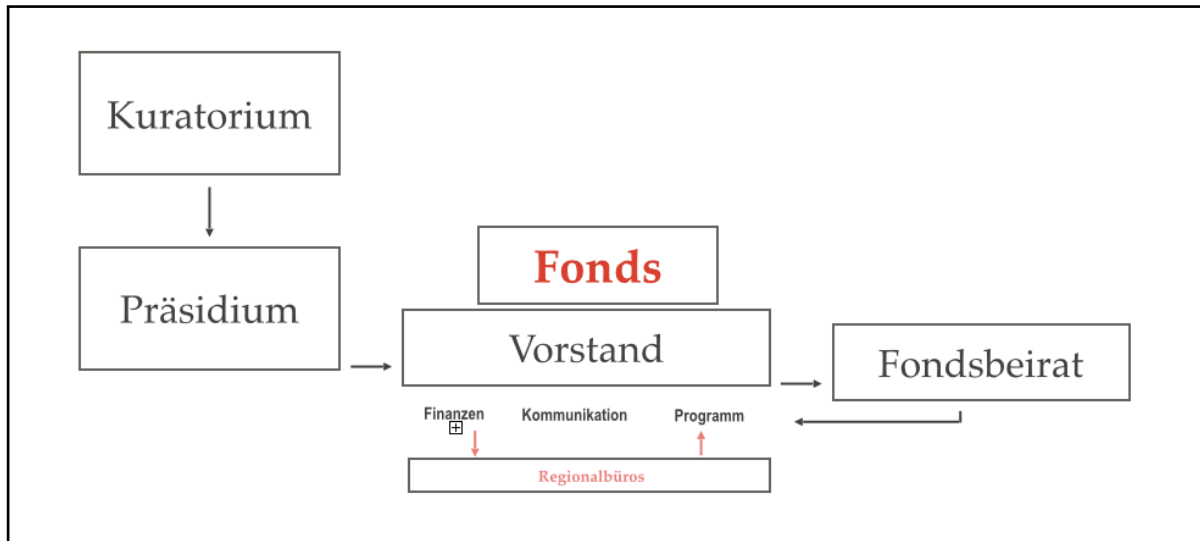 Kuratorium
Präsidium
Fonds
Vorstand
Fondsbeirat
Finanzen Kommunikation Programm
Regionalbüros